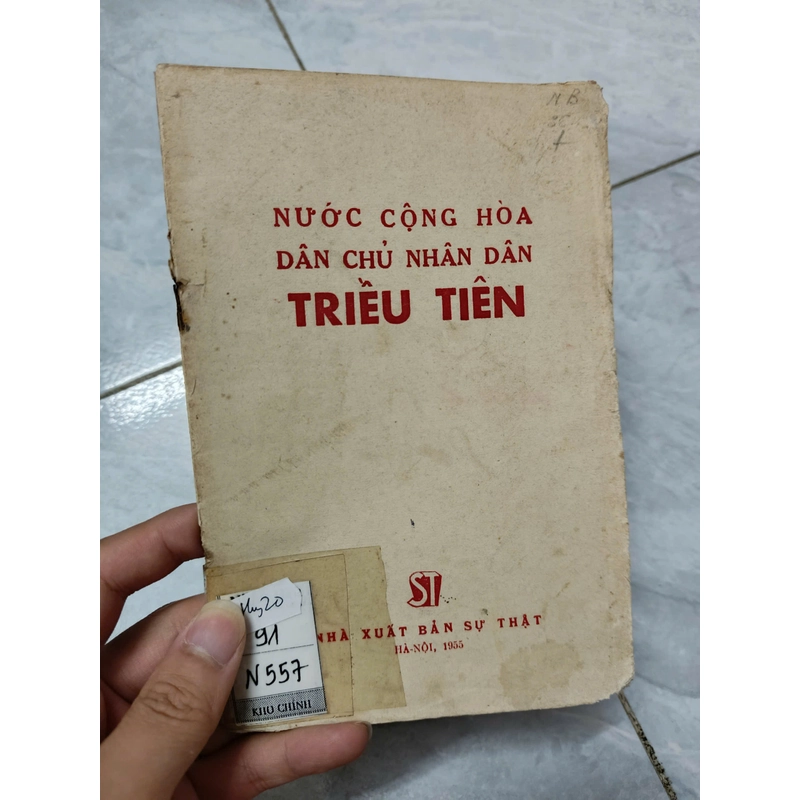 M B
NƯỚC CỘNG HÒA
DÂN CHỦ NHÂN DÂN
TRIỀU TIÊN
ST
NHÀ XUẤT BẢN SỰ THẬT
HÀ-NỘI, 1955
91
N557
KHO CHÍNH